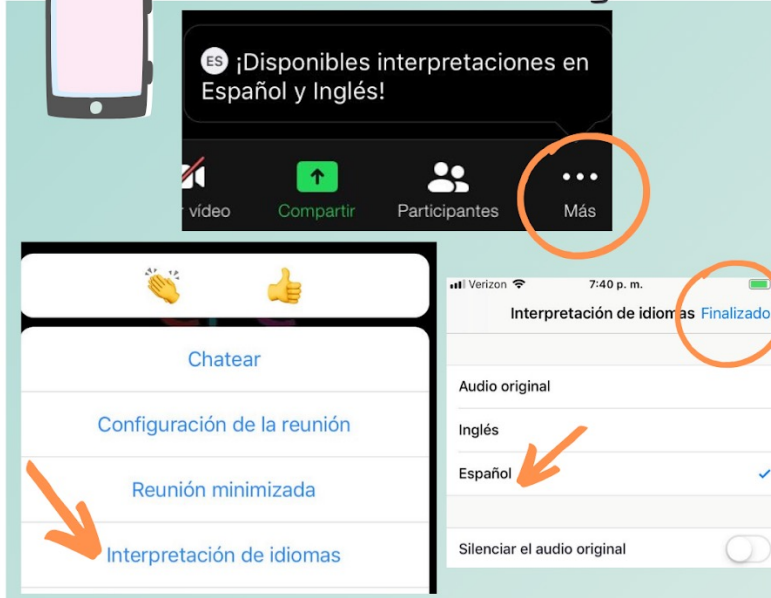 ES ¡Disponibles interpretaciones en
Español y Inglés!
vídeo
Compartir
Participantes
Más
Chatear
Configuración de la reunión
Reunión minimizada
Interpretación de idiomas
Verizon 7:40 p. m.
Interpretación de idiomas Finalizado
Audio original
Inglés
Español
Silenciar el audio original